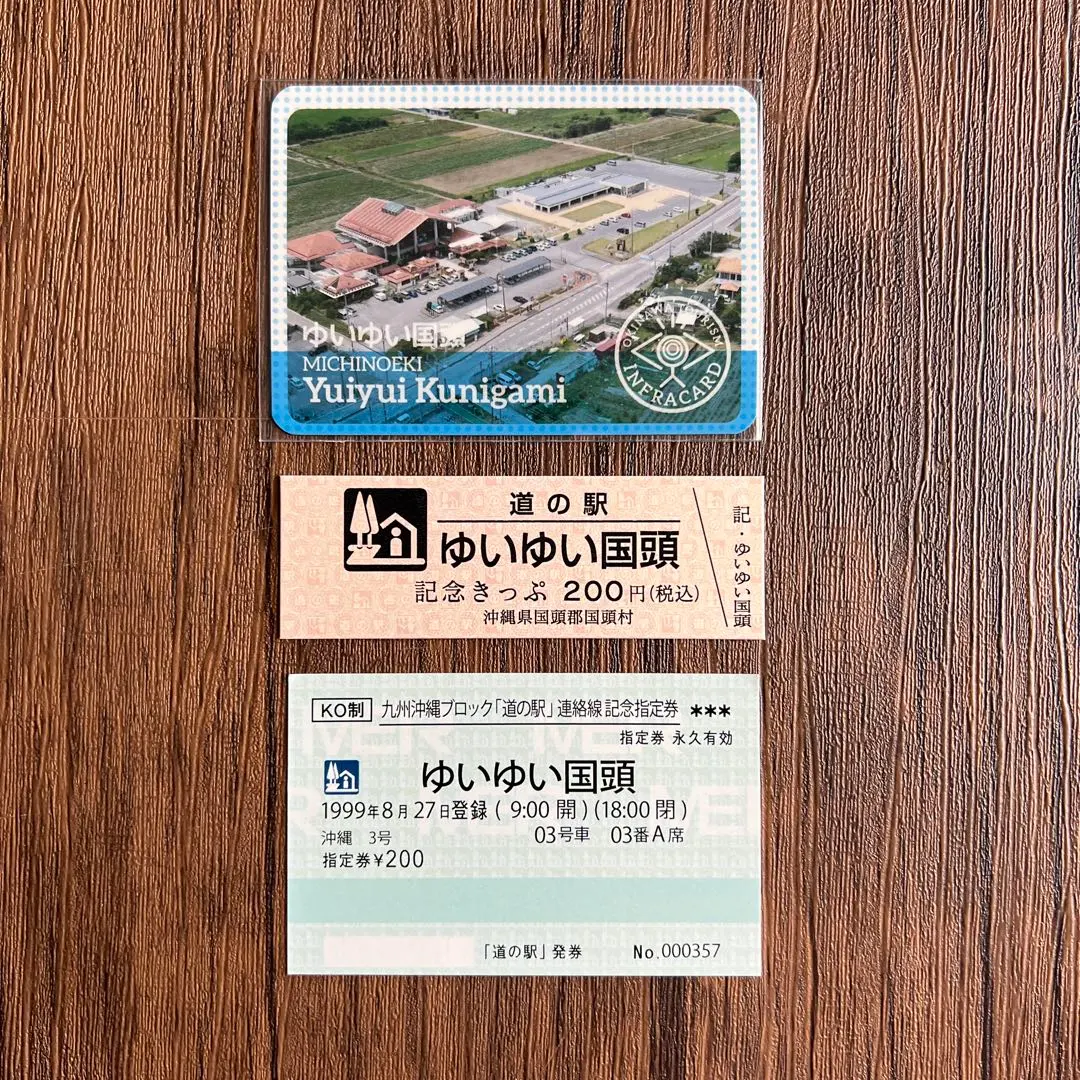 ゆいゆい国頭
MICHINOEKI
Yuiyui Kunigami
OKINAWA TOURISM
INFRACARD
道の駅
ゆいゆい国頭
記念きっぷ 200円(税込)
沖縄県国頭郡国頭村
記・ゆいゆい国頭
KO制 九州沖縄ブロック「道の駅」連絡線記念指定券 ***
指定券 永久有効
ゆいゆい国頭
1999年8月27日登録 ( 9:00 開 ) (18:00 閉 )
沖縄 3号 03号車 03番A席
指定券¥200
「道の駅」発券 No.000357